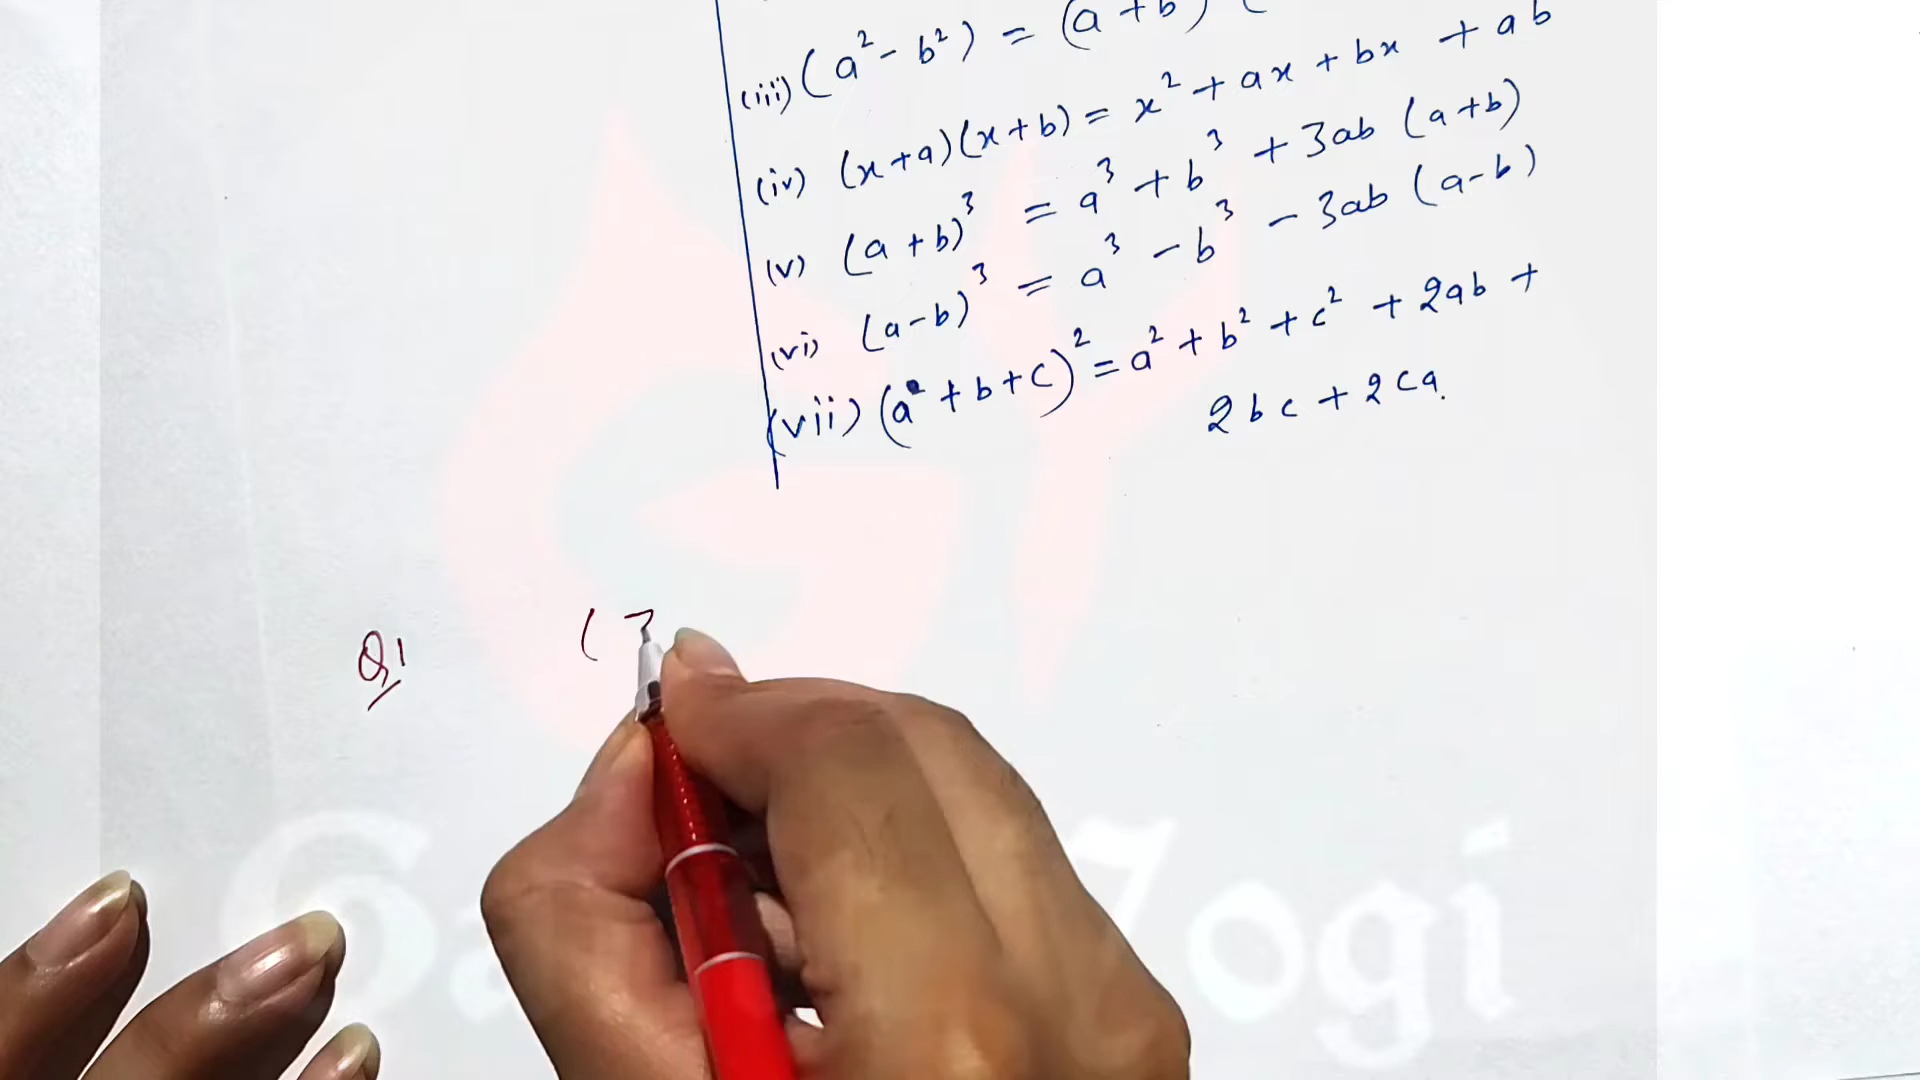 (iii) (a² - b²) = (a + b) (
(iv) (x+a)(x+b) = x² + ax + bx + ab
(v) (a+b)³ = a³ + b³ + 3ab (a+b)
(vi) (a-b)³ = a³ - b³ - 3ab (a-b)
(vii) (a + b + c)² = a² + b² + c² + 2ab +
2bc + 2ca.
Q1 (